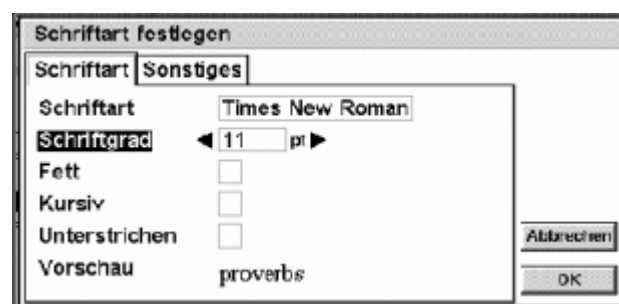 Schriftart festlegen
Schriftart Sonstiges
Schriftart Times New Roman
Schriftgrad 11 pt
Fett
Kursiv
Unterstrichen
Abbrechen
Vorschau proverbs
OK